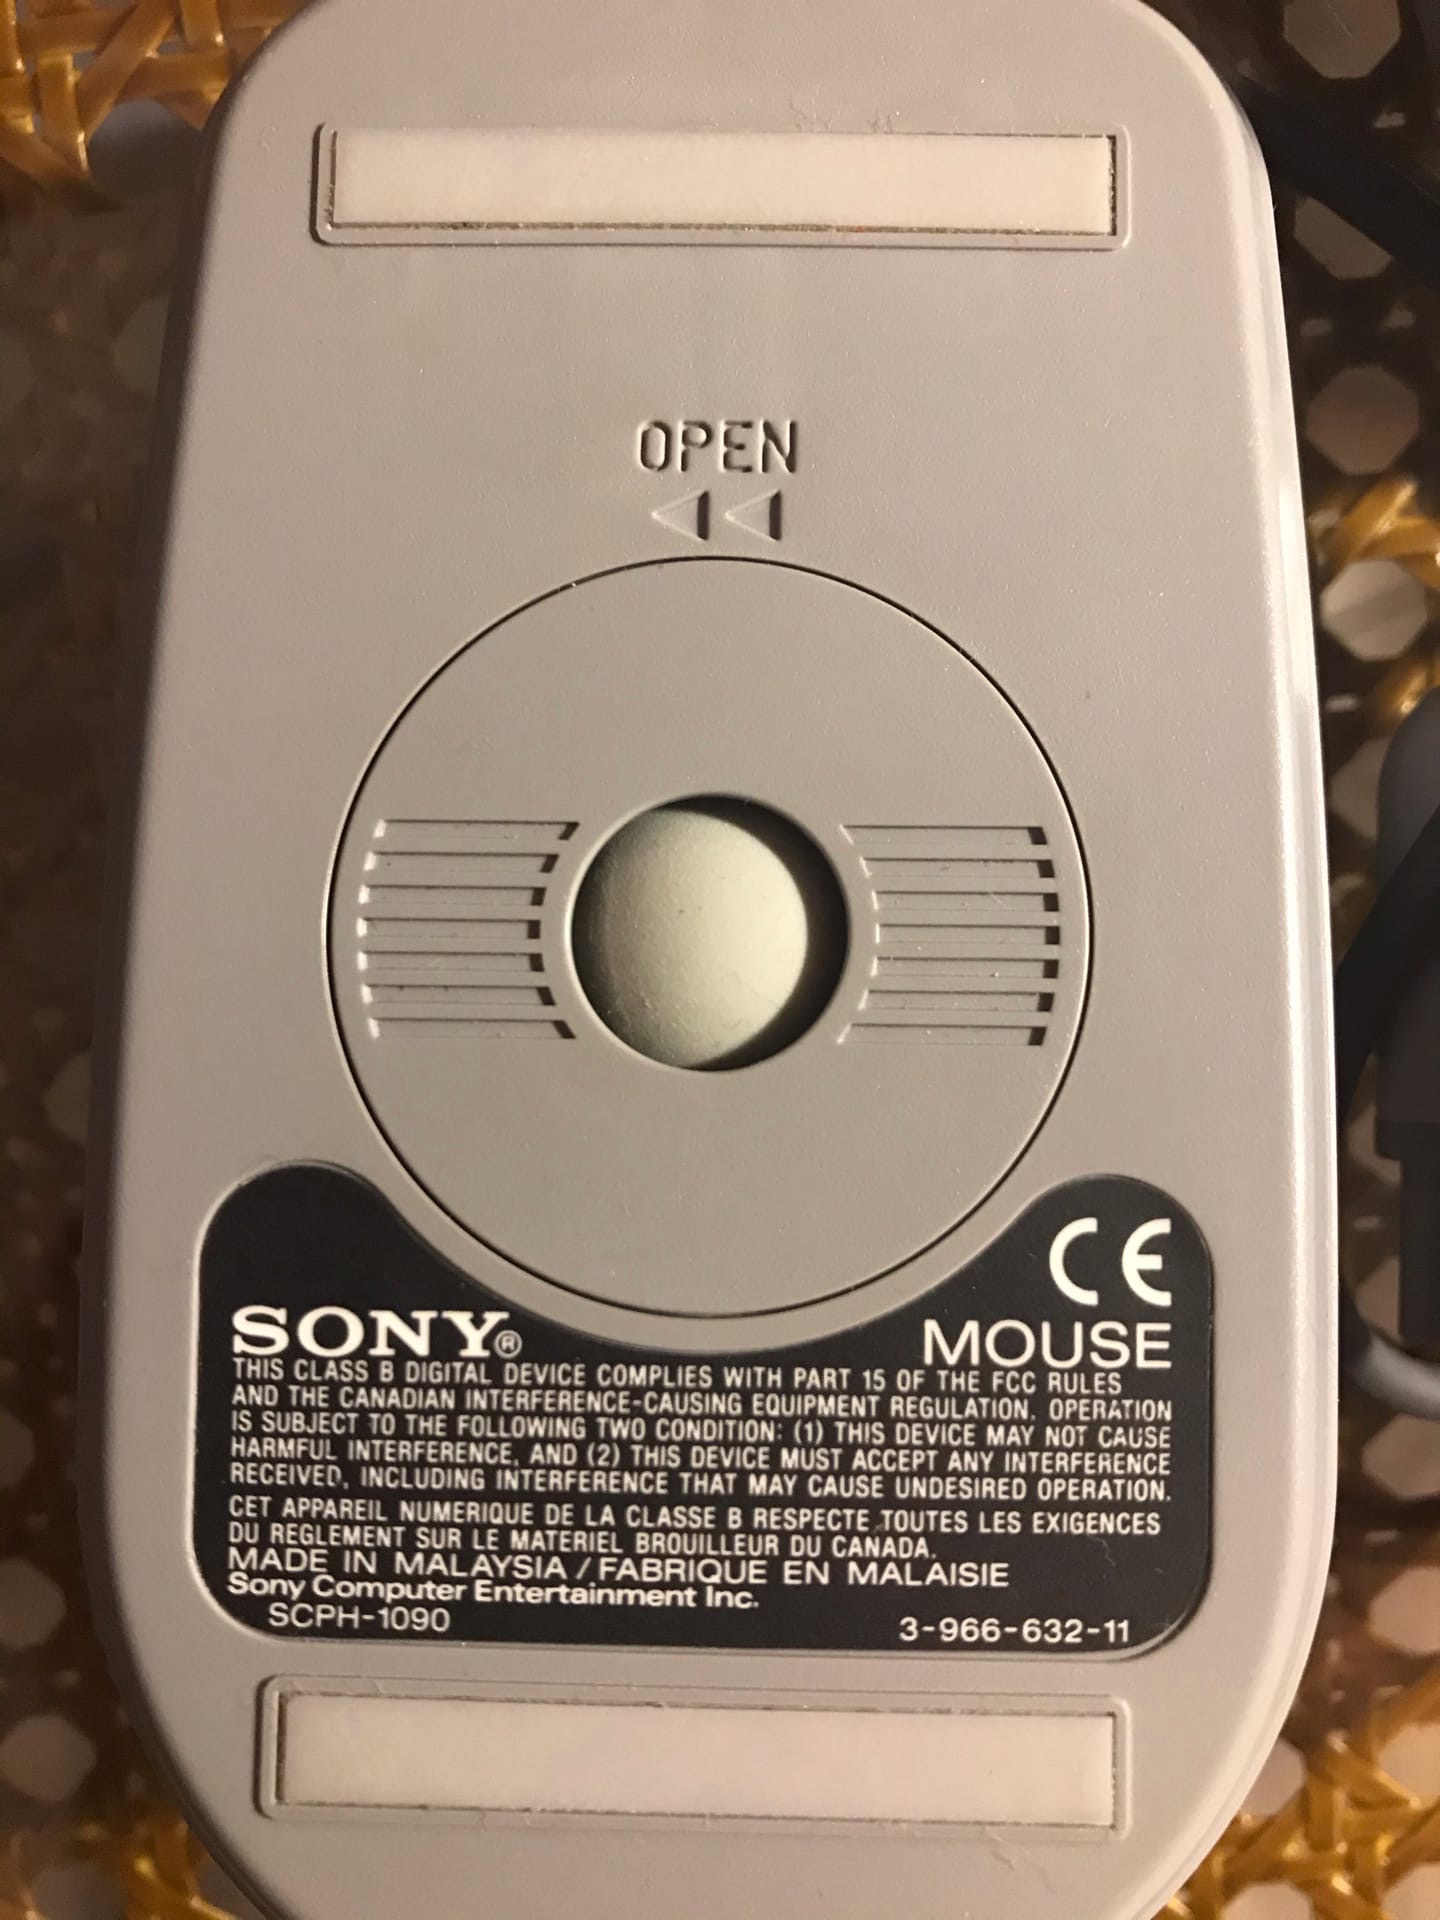 OPEN
CE
SONY®
MOUSE
THIS CLASS B DIGITAL DEVICE COMPLIES WITH PART 15 OF THE FCC RULES
AND THE CANADIAN INTERFERENCE-CAUSING EQUIPMENT REGULATION. OPERATION
IS SUBJECT TO THE FOLLOWING TWO CONDITION: (1) THIS DEVICE MAY NOT CAUSE
HARMFUL INTERFERENCE, AND (2) THIS DEVICE MUST ACCEPT ANY INTERFERENCE
RECEIVED, INCLUDING INTERFERENCE THAT MAY CAUSE UNDESIRED OPERATION.
CET APPAREIL NUMERIQUE DE LA CLASSE B RESPECTE TOUTES LES EXIGENCES
DU REGLEMENT SUR LE MATERIEL BROUILLEUR DU CANADA.
MADE IN MALAYSIA / FABRIQUE EN MALAISIE
Sony Computer Entertainment Inc.
SCPH-1090
3-966-632-11